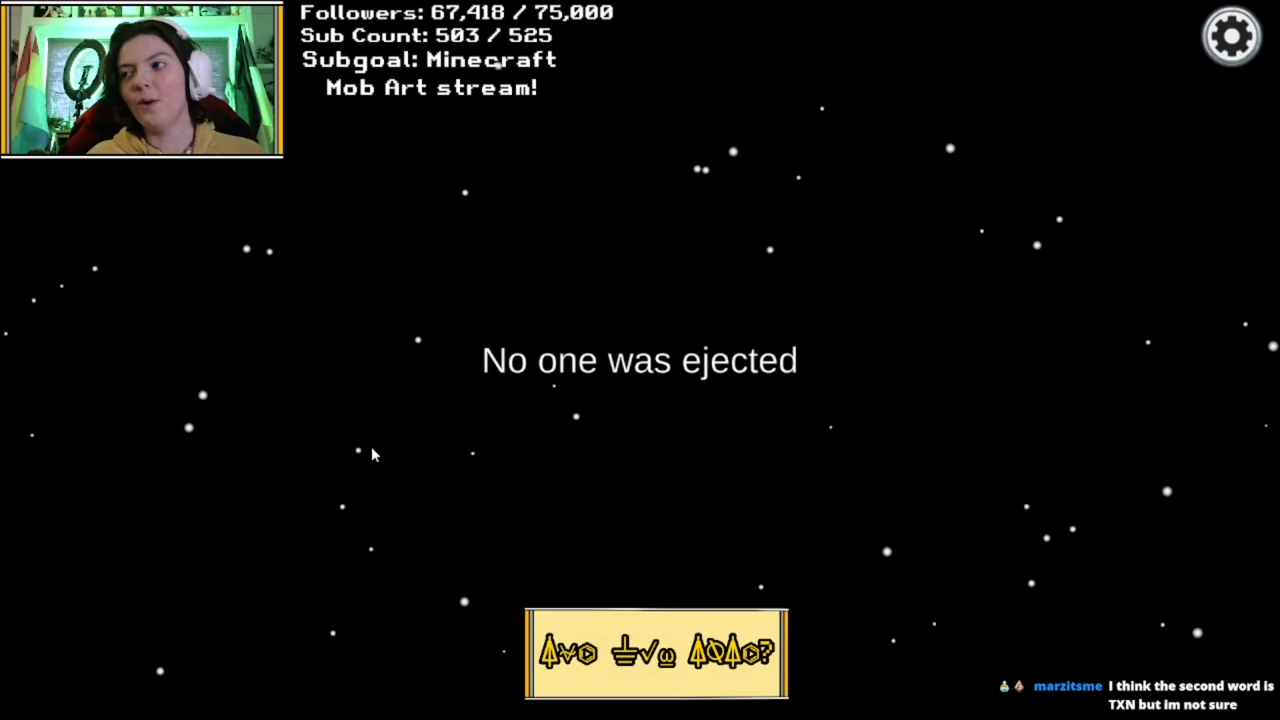 Followers: 67,418 / 75,000
Sub Count: 503 / 525
Subgoal: Minecraft
Mob Art stream!
No one was ejected
marzitsme I think the second word is
TXN but im not sure